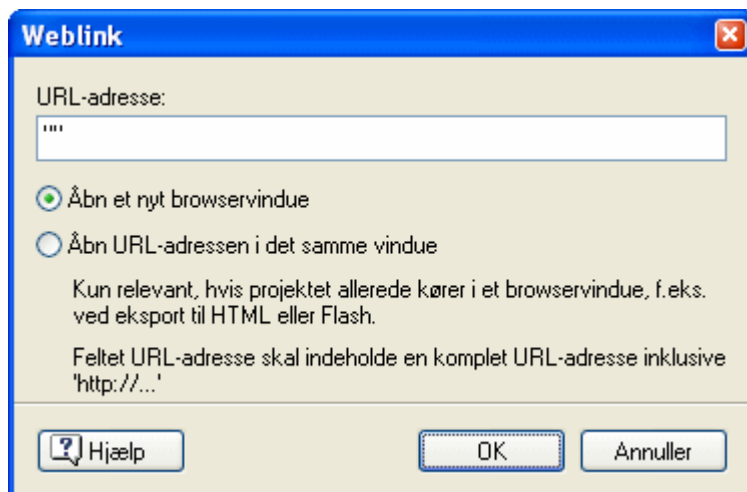 Weblink
URL-adresse:
""
Åbn et nyt browservindue
Åbn URL-adressen i det samme vindue
Kun relevant, hvis projektet allerede kører i et browservindue, f.eks.
ved eksport til HTML eller Flash.
Feltet URL-adresse skal indeholde en komplet URL-adresse inklusive
'http://...'
Hjælp
OK
Annuller